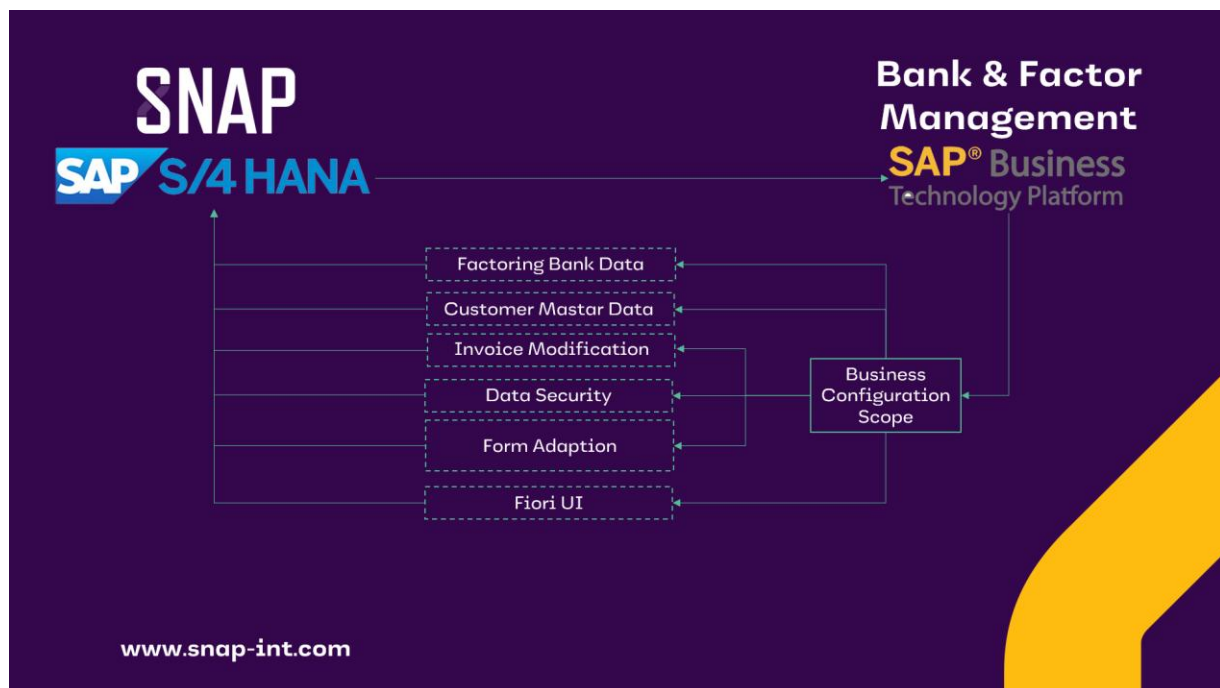 SNAP
SAP S/4 HANA
Bank & Factor
Management
SAP® Business
Technology Platform
Factoring Bank Data
Customer Mastar Data
Invoice Modification
Data Security
Form Adaption
Fiori UI
Business
Configuration
Scope
www.snap-int.com